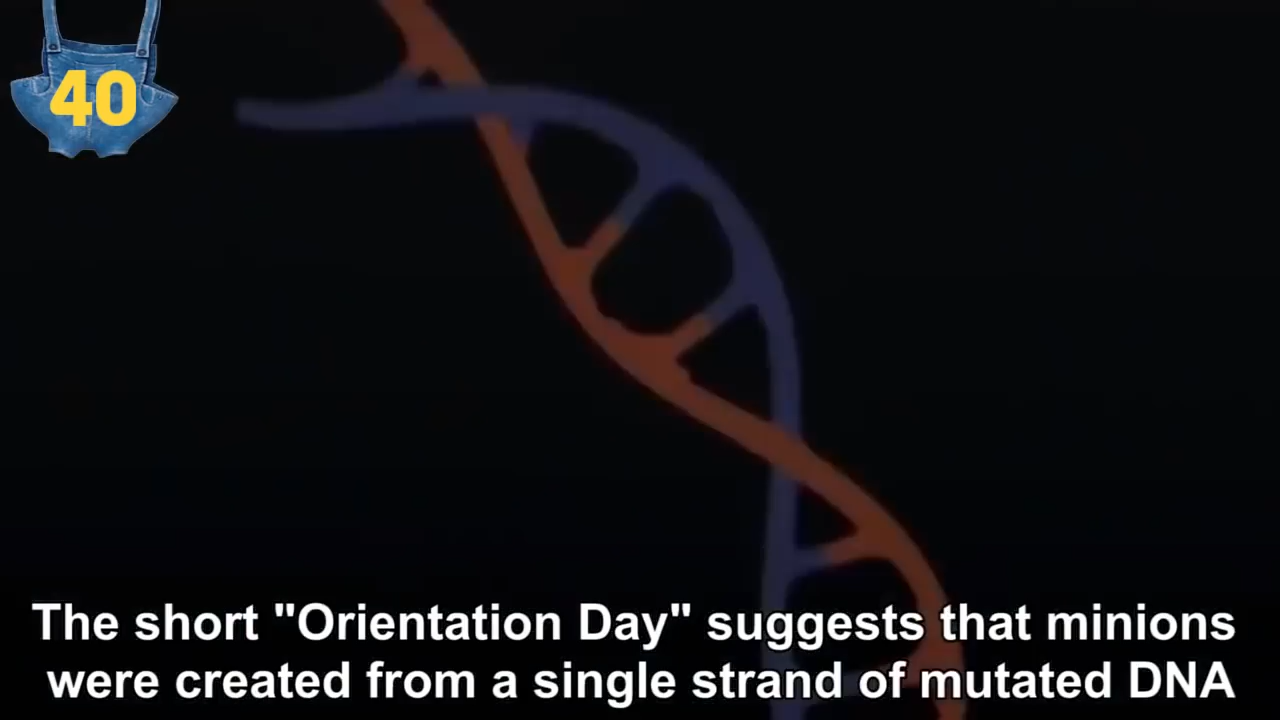 40
The short "Orientation Day" suggests that minions
were created from a single strand of mutated DNA